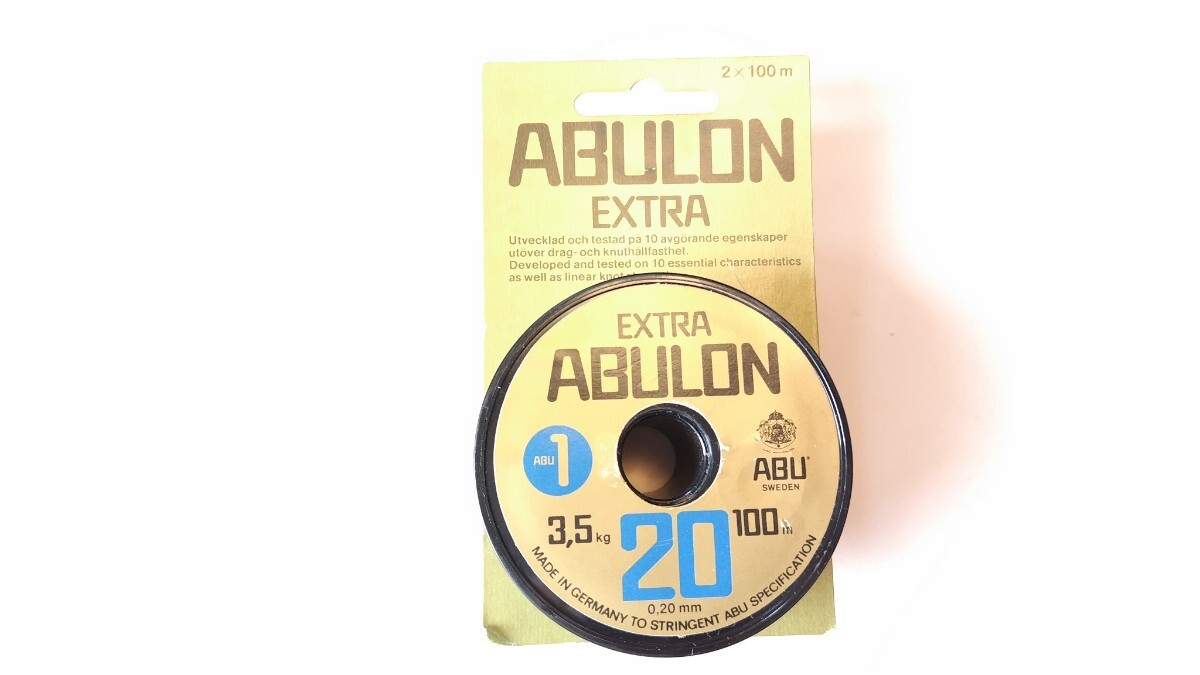 2 × 100 m
ABULON
EXTRA
Utvecklad och testad på 10 avgörande egenskaper
utöver drag- och knuthållfasthet.
Developed and tested on 10 essential characteristics
as well as linear knot
EXTRA
ABULON
ABU 1
ABU
SWEDEN
3,5 kg
20
100 m
0,20 mm
MADE IN GERMANY TO STRINGENT ABU SPECIFICATION